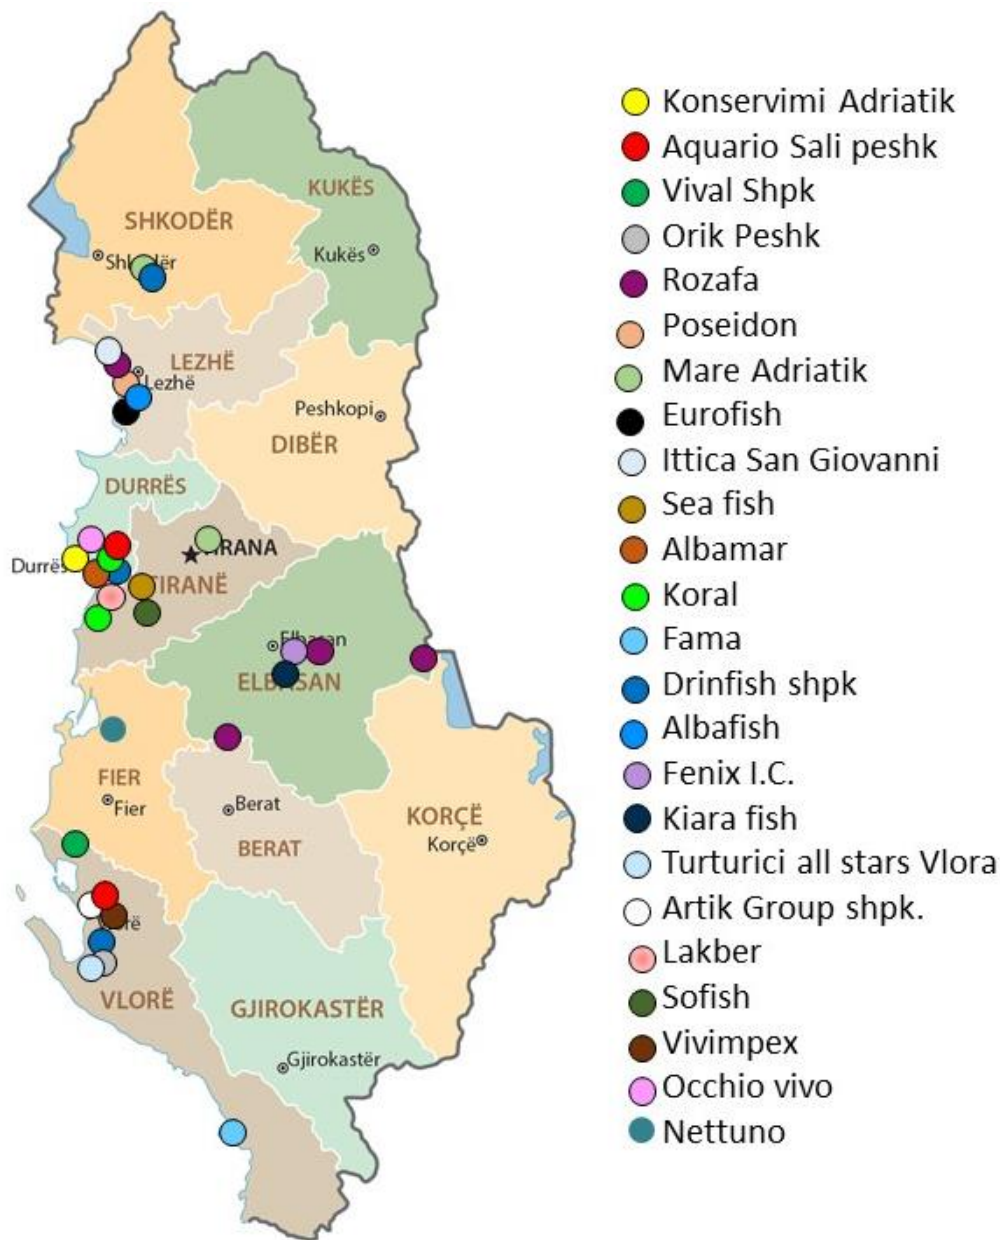 KUKËS
SHKODËR
Kukës
Shkodër
LEZHË
Lezhë
Peshkopi
DIBËR
DURRËS
TIRANA
Durrës
TIRANË
Elbasan
ELBASAN
FIER
Fier
Berat
BERAT
KORÇË
Korçë
Vlorë
VLORË
GJIROKASTËR
Gjirokastër
Konservimi Adriatik
Aquario Sali peshk
Vival Shpk
Orik Peshk
Rozafa
Poseidon
Mare Adriatik
Eurofish
Ittica San Giovanni
Sea fish
Albamar
Koral
Fama
Drinfish shpk
Albafish
Fenix I.C.
Kiara fish
Turturici all stars Vlora
Artik Group shpk.
Lakber
Sofish
Vivimpex
Occhio vivo
Nettuno